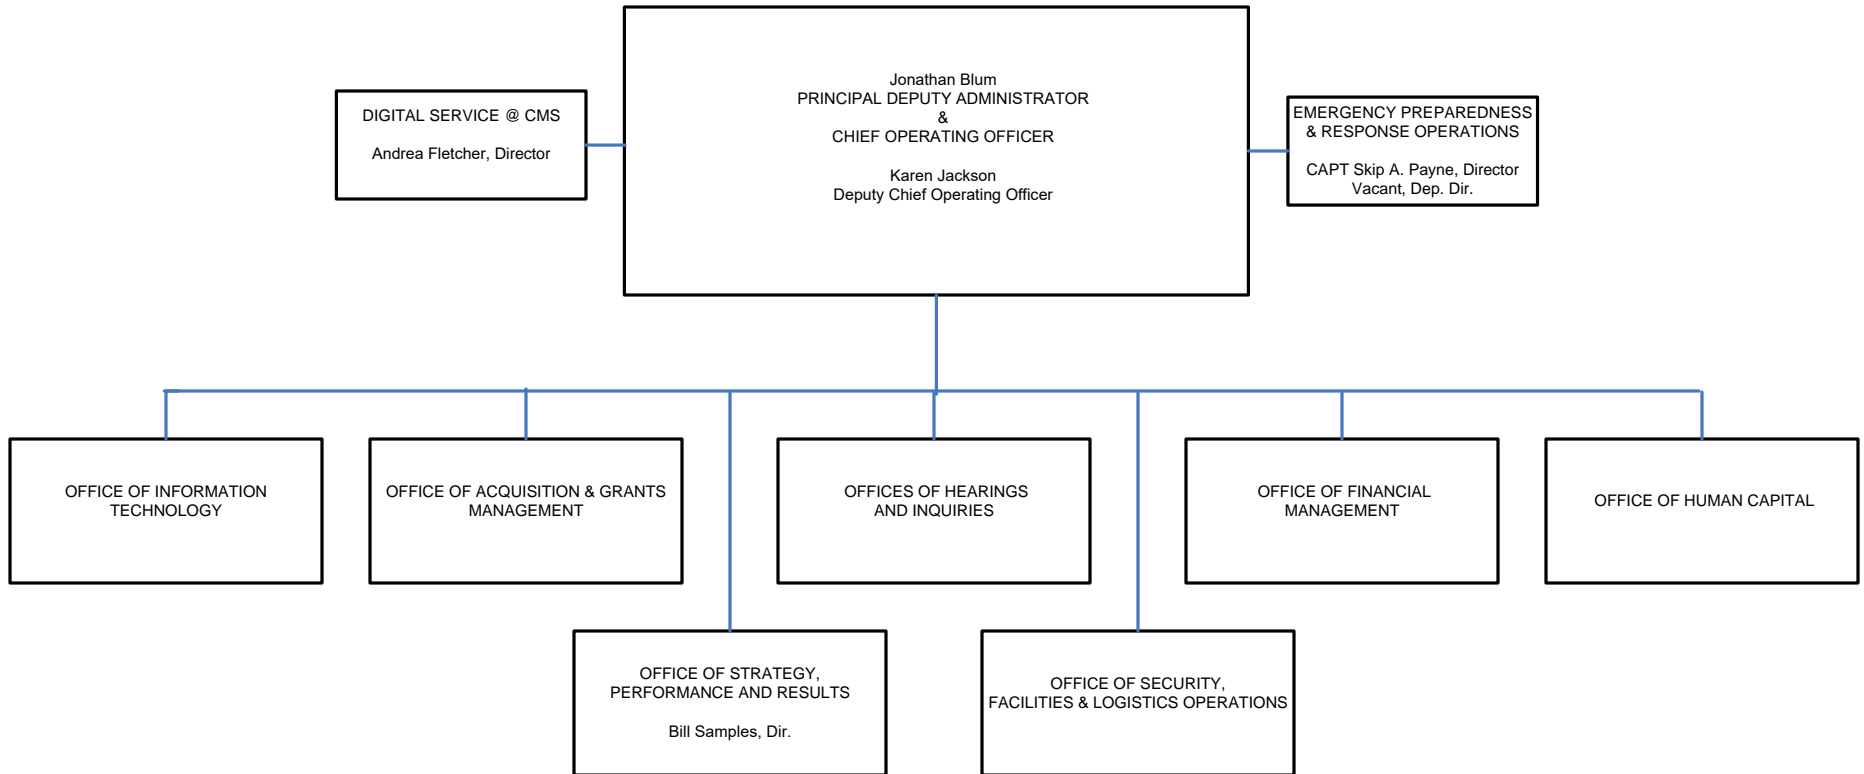 Jonathan Blum
PRINCIPAL DEPUTY ADMINISTRATOR
&
CHIEF OPERATING OFFICER
Karen Jackson
Deputy Chief Operating Officer
DIGITAL SERVICE @ CMS
Andrea Fletcher, Director
EMERGENCY PREPAREDNESS
& RESPONSE OPERATIONS
CAPT Skip A. Payne, Director
Vacant, Dep. Dir.
OFFICE OF INFORMATION
TECHNOLOGY
OFFICE OF ACQUISITION & GRANTS
MANAGEMENT
OFFICES OF HEARINGS
AND INQUIRIES
OFFICE OF FINANCIAL
MANAGEMENT
OFFICE OF HUMAN CAPITAL
OFFICE OF STRATEGY,
PERFORMANCE AND RESULTS
Bill Samples, Dir.
OFFICE OF SECURITY,
FACILITIES & LOGISTICS OPERATIONS